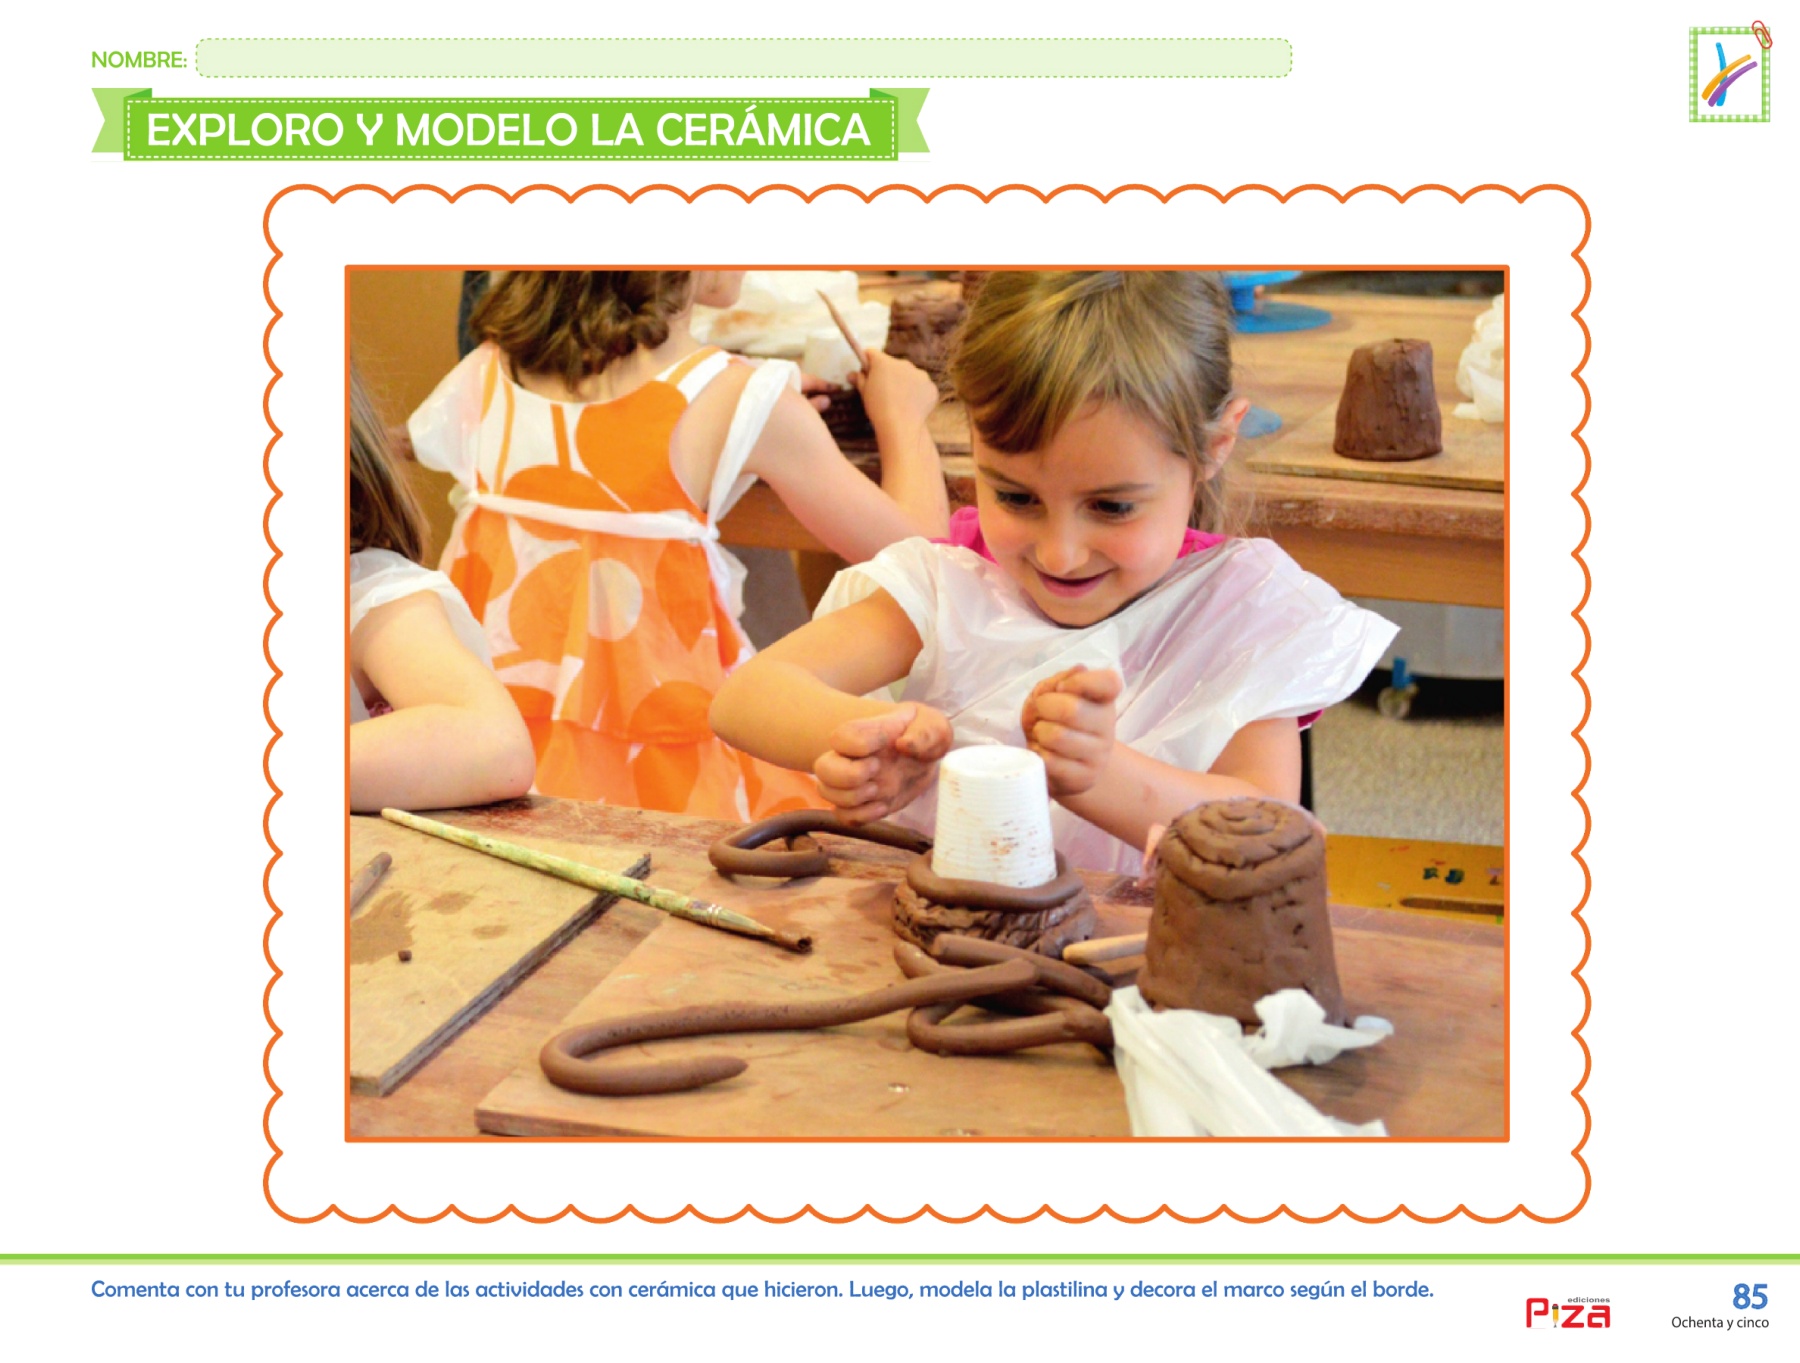 NOMBRE:
EXPLORO Y MODELO LA CERÁMICA
Comenta con tu profesora acerca de las actividades con cerámica que hicieron. Luego, modela la plastilina y decora el marco según el borde.
ediciones
Piza
85
Ochenta y cinco